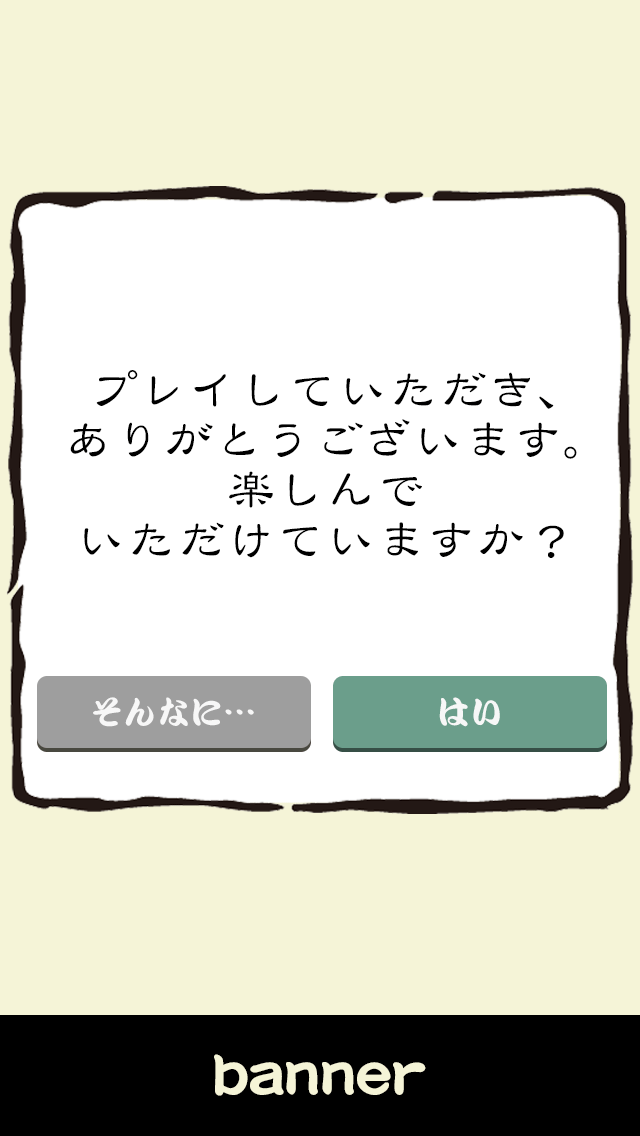 プレイしていただき、
ありがとうございます。
楽しんで
いただけていますか？
そんなに…
はい
banner